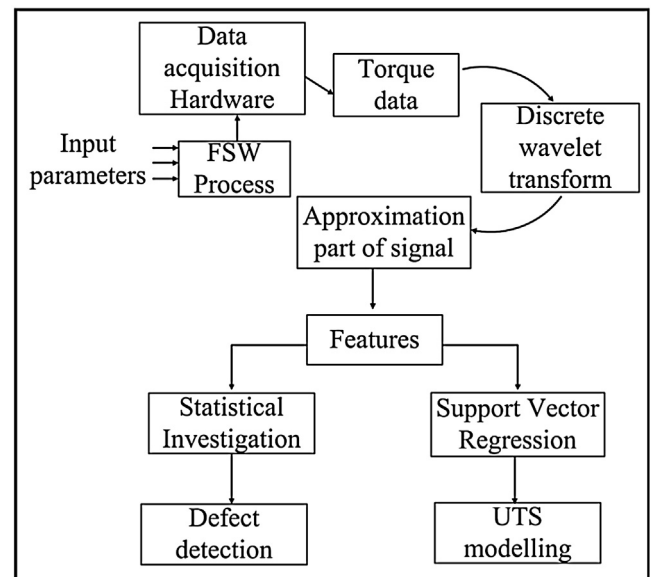 Data
acquisition
Hardware
Torque
data
Discrete
wavelet
transform
Input
parameters
FSW
Process
Approximation
part of signal
Features
Statistical
Investigation
Support Vector
Regression
Defect
detection
UTS
modelling